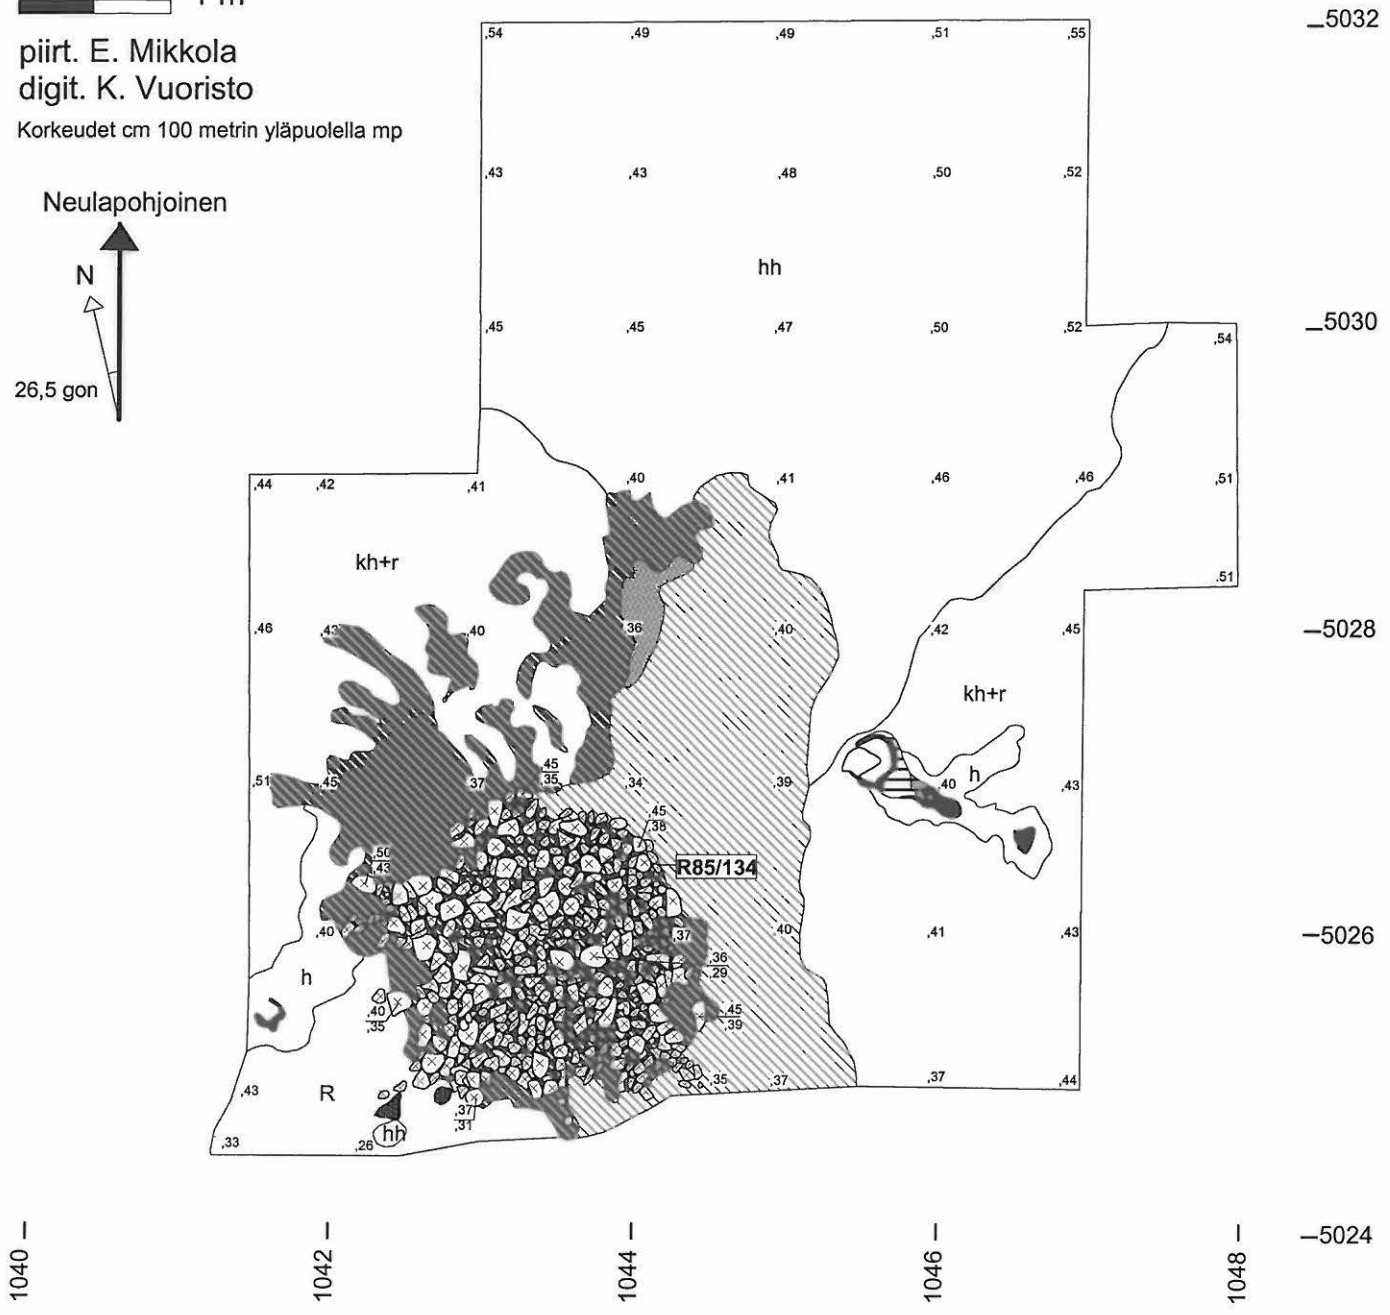 1 m
piirt. E. Mikkola
digit. K. Vuoristo
Korkeudet cm 100 metrin yläpuolella mp
Neulapohjoinen
N
26,5 gon
,54 ,49 ,49 ,51 ,55 –5032
,43 ,43 ,48 ,50 ,52
hh
,45 ,45 ,47 ,50 ,52 –5030
,54
,44 ,42 ,41 ,40 ,41 ,46 ,46 ,51
kh+r
,51
,46 ,43 ,40 ,36 ,40 ,42 ,45 –5028
kh+r
,51 ,45 ,37 ,45 ,34 ,39 ,40 h ,43
,35
,45
,38
,50
,43
R85/134
,40 ,37 ,40 ,41 ,43 –5026
,36
,29
h
,40
,35
,45
,39
,43 R ,35 ,37 ,37 ,44
,37
,31
,33 ,26 hh
1040 1042 1044 1046 1048 –5024